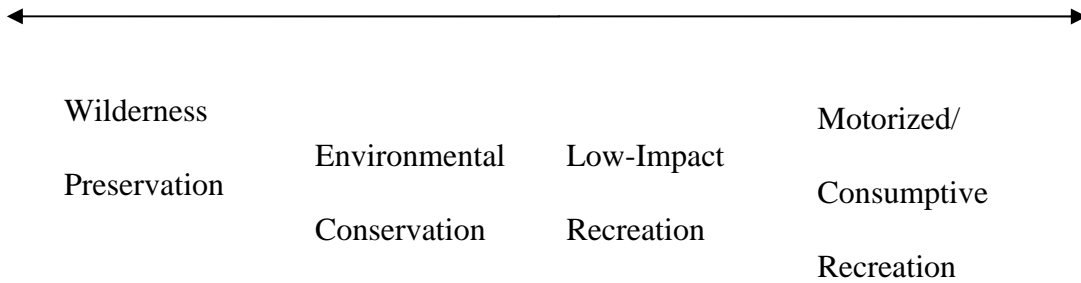 Wilderness
Preservation
Environmental
Conservation
Low-Impact
Recreation
Motorized/
Consumptive
Recreation